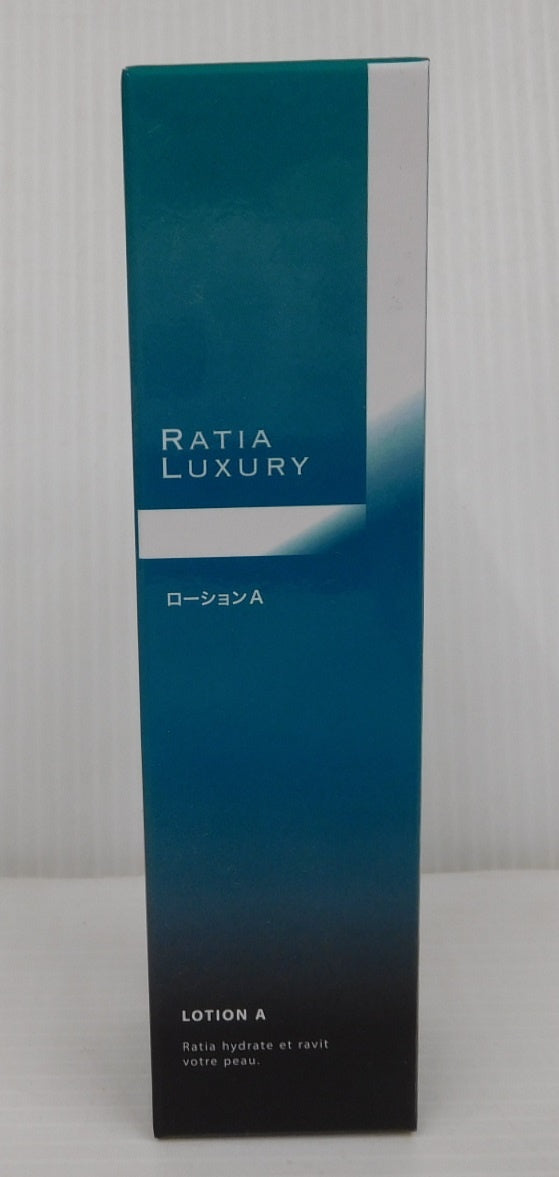 RATIA
LUXURY
ローションA
LOTION A
Ratia hydrate et ravit
votre peau.